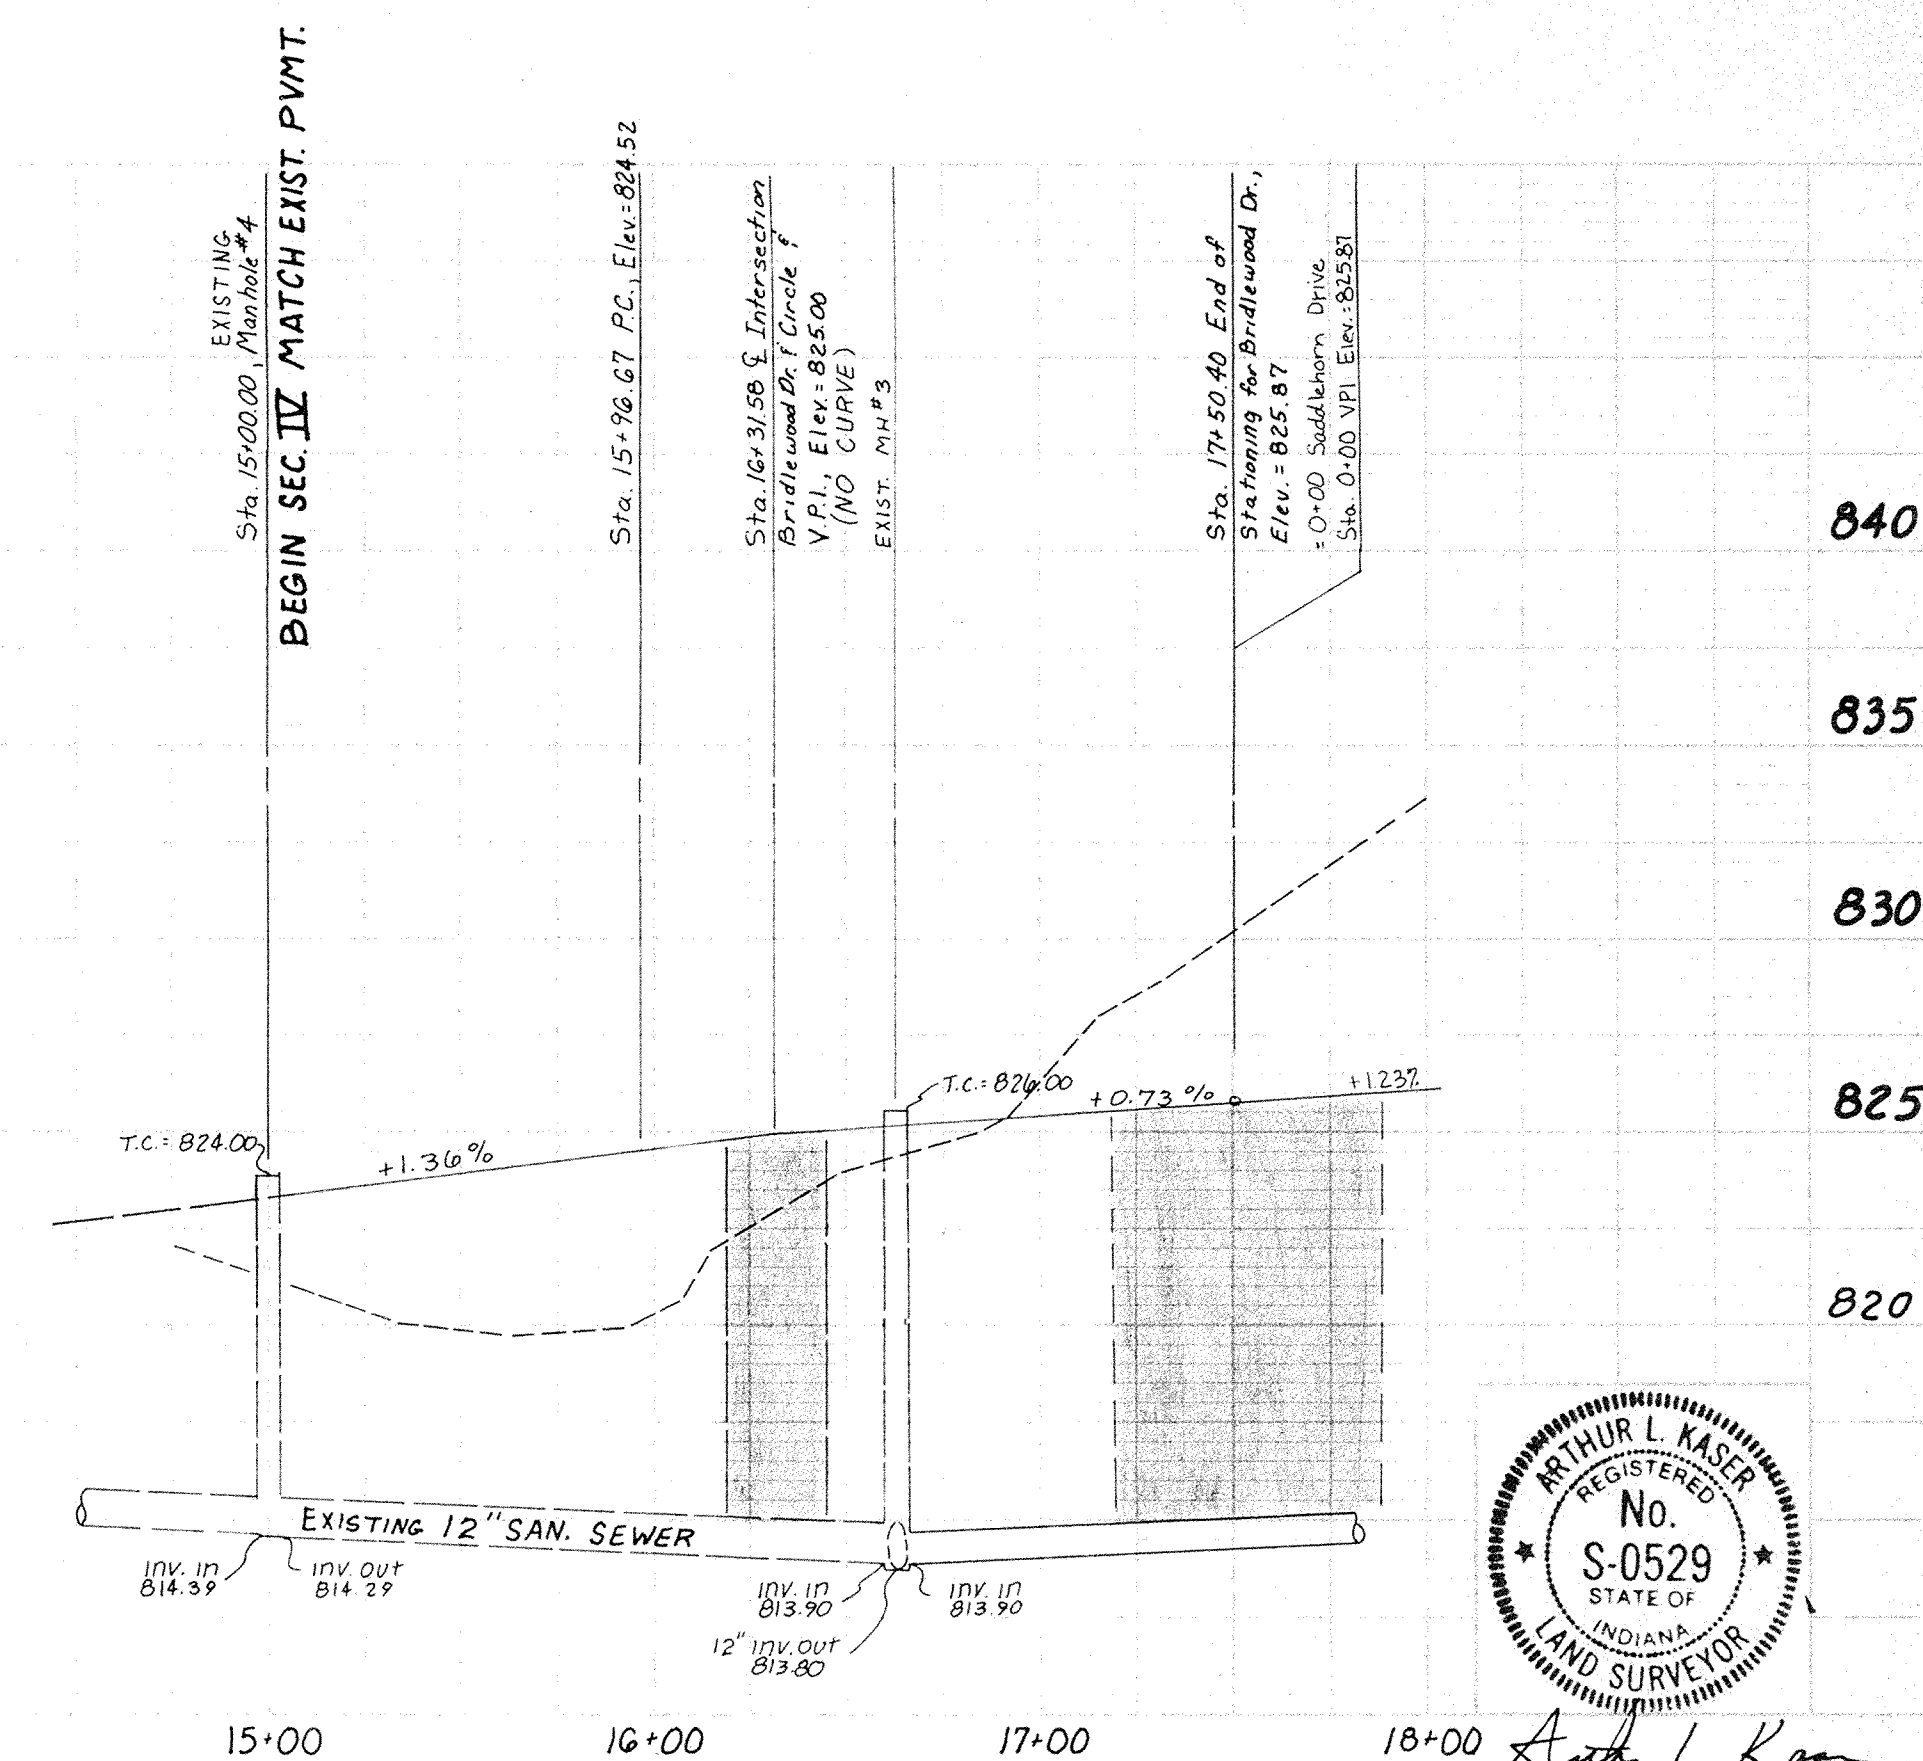 EXISTING
Sta. 15+00.00, Manhole #4
BEGIN SEC. IV MATCH EXIST. PVMT.
Sta. 15+96.67 P.C., Elev.=824.52
Sta. 16+31.58 ℄ Intersection
Bridlewood Dr. & Circle &
V.P.I., Elev.=825.00
(NO CURVE)
EXIST. MH #3
Sta. 17+50.40 End of
Stationing for Bridlewood Dr.,
Elev.=825.87
=0+00 Saddlehorn Drive
Sta. 0+00 VPI Elev.=825.87
840
835
830
825
820
T.C.=824.00
+1.36%
T.C.=826.00
+0.73%
+1.23%
EXISTING 12" SAN. SEWER
inv. in
814.39
inv. out
814.29
inv. in
813.90
inv. in
813.90
12" inv. out
813.80
ARTHUR L. KASER
REGISTERED
No.
S-0529
STATE OF
INDIANA
LAND SURVEYOR
15+00
16+00
17+00
18+00